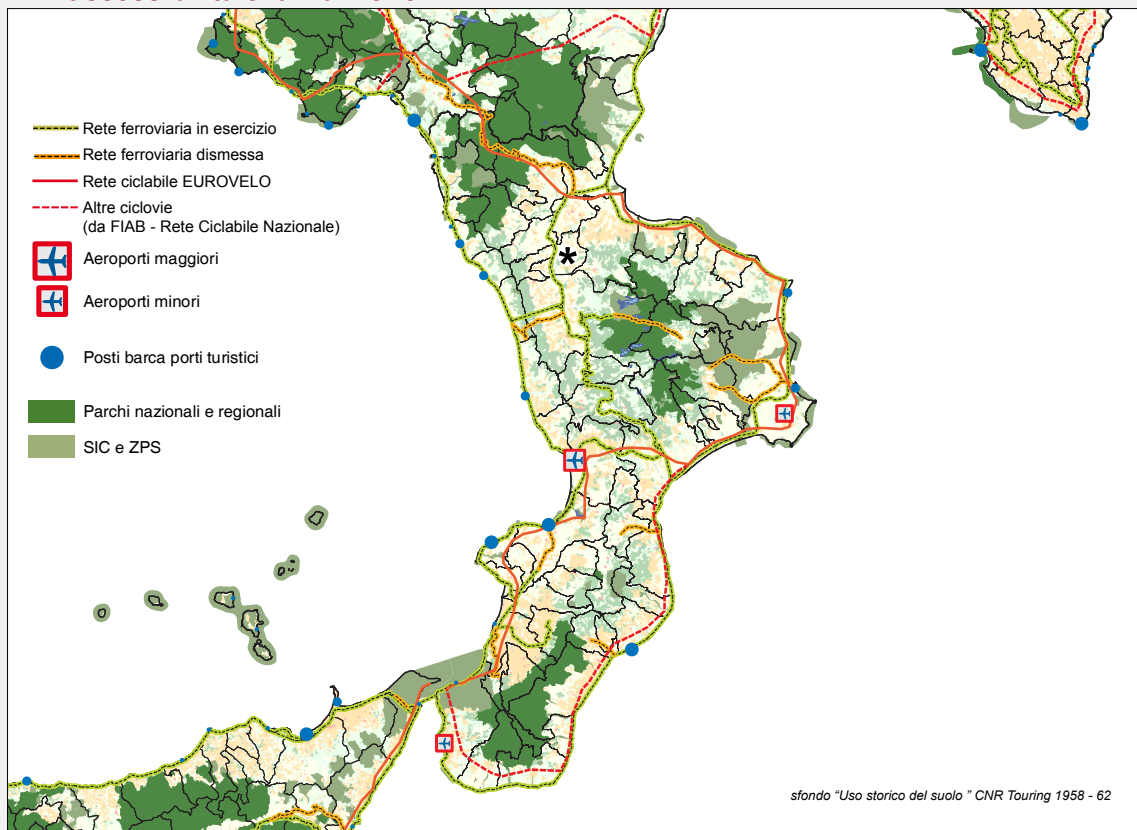 Rete ferroviaria in esercizio
Rete ferroviaria dismessa
Rete ciclabile EUROVELO
Altre ciclovie
(da FIAB - Rete Ciclabile Nazionale)
Aeroporti maggiori
Aeroporti minori
Posti barca porti turistici
Parchi nazionali e regionali
SIC e ZPS
*
sfondo “Uso storico del suolo ” CNR Touring 1958 - 62